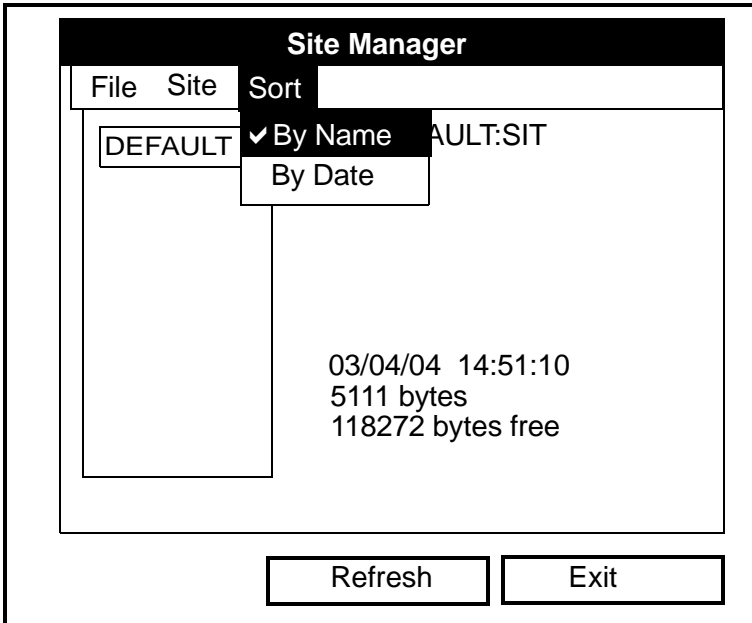 Site Manager
File Site Sort
DEFAULT
By Name
AULT:SIT
By Date
03/04/04 14:51:10
5111 bytes
118272 bytes free
Refresh
Exit